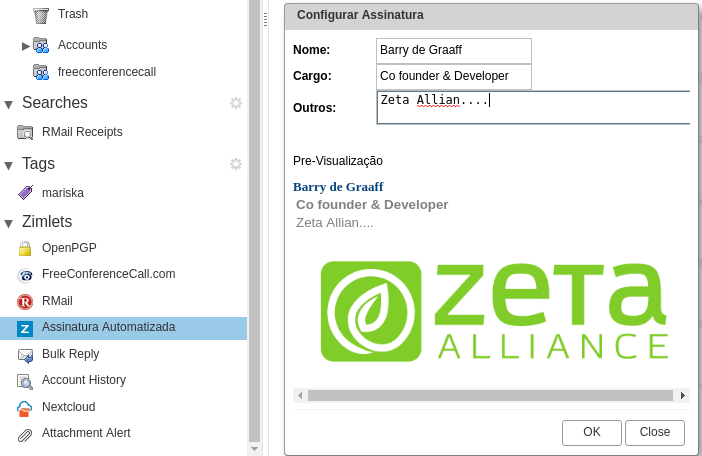 Trash
Accounts
freeconferencecall
Searches
RMail Receipts
Tags
mariska
Zimlets
OpenPGP
FreeConferenceCall.com
R RMail
Z Assinatura Automatizada
Bulk Reply
Account History
Nextcloud
Attachment Alert
Configurar Assinatura
Nome: Barry de Graaff
Cargo: Co founder & Developer
Outros: Zeta Allian....
Pre-Visualização
Barry de Graaff
Co founder & Developer
Zeta Allian....
zeta
ALLIANCE
OK Close